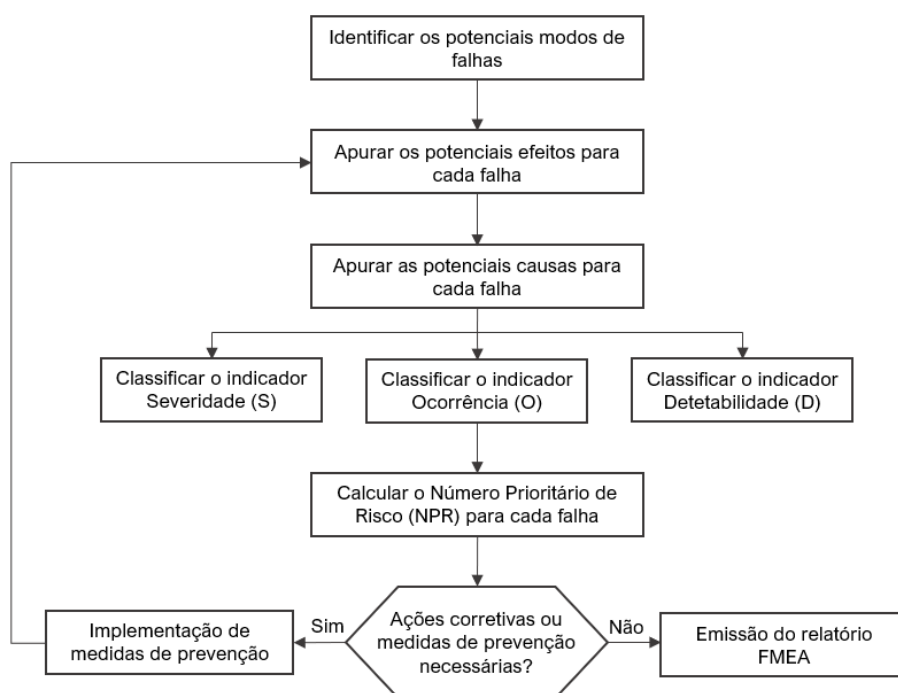 Identificar os potenciais modos de
falhas
Apurar os potenciais efeitos para
cada falha
Apurar as potenciais causas para
cada falha
Classificar o indicador
Severidade (S)
Classificar o indicador
Ocorrência (O)
Classificar o indicador
Detetabilidade (D)
Calcular o Número Prioritário de
Risco (NPR) para cada falha
Implementação de
medidas de prevenção
Sim
Ações corretivas ou
medidas de prevenção
necessárias?
Não
Emissão do relatório
FMEA